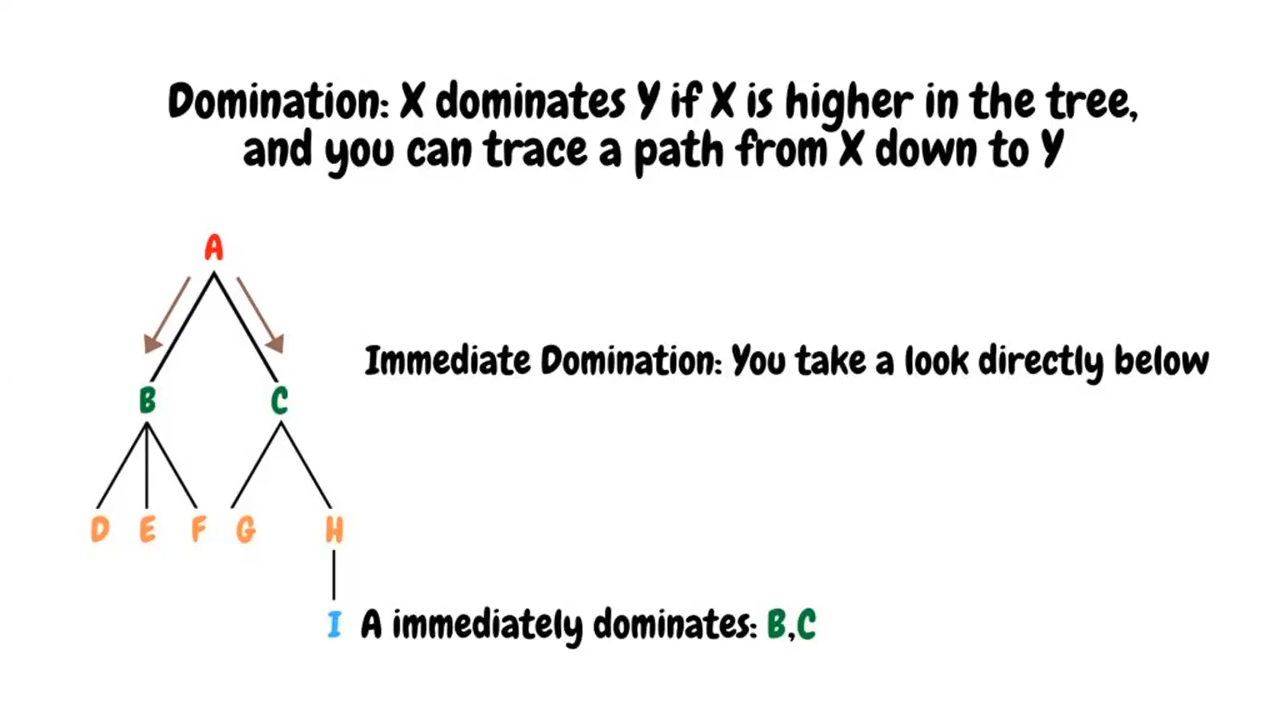 Domination: X dominates Y if X is higher in the tree,
and you can trace a path from X down to Y
A
Immediate Domination: You take a look directly below
B C
D E F G H
I A immediately dominates: B,C